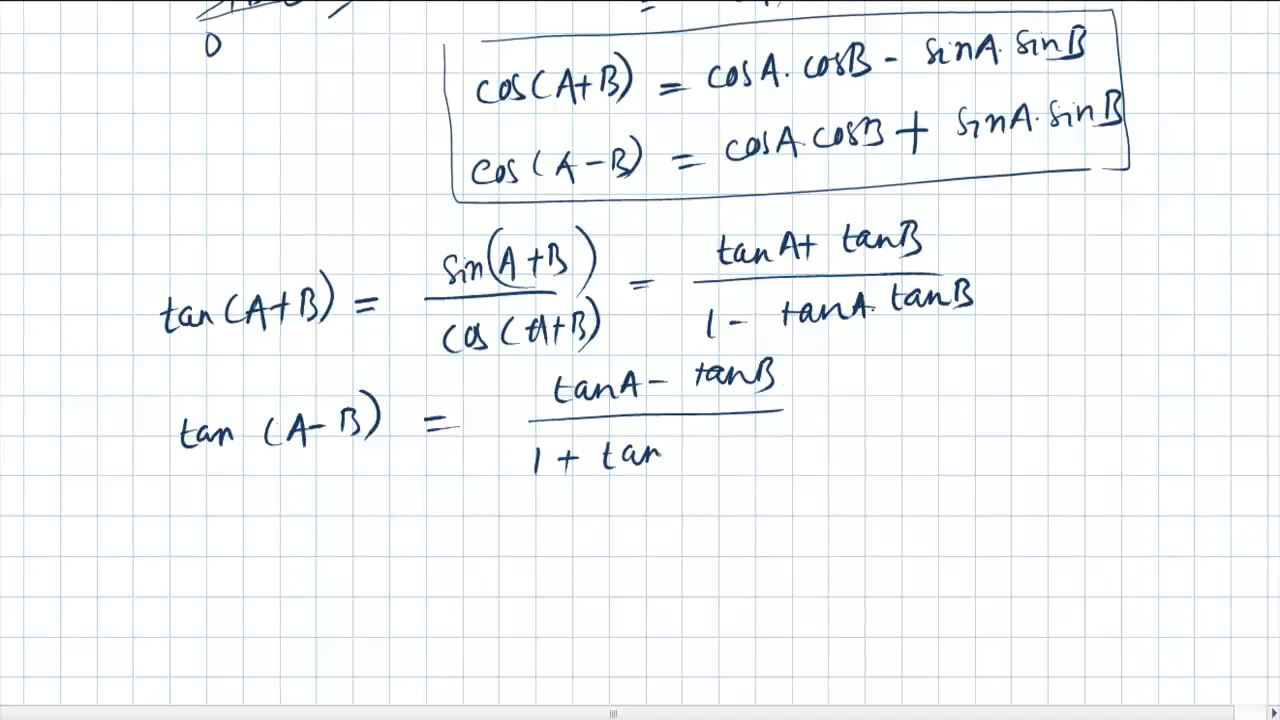 0
=
cos(A+B) = cosA. cosB - sinA. sinB
cos(A-B) = cosA. cosB + sinA. sinB
tan(A+B) = sin(A+B) / cos(A+B) = tanA + tanB / 1 - tanA. tanB
tan (A-B) = tanA - tanB / 1 + tan